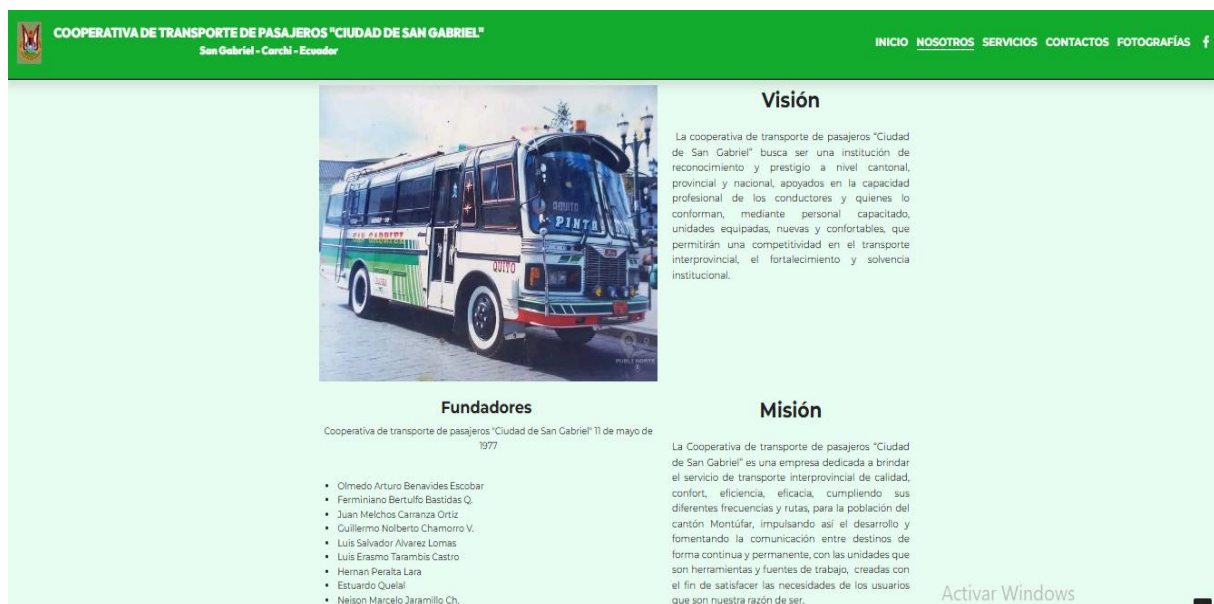 COOPERATIVA DE TRANSPORTE DE PASAJEROS "CIUDAD DE SAN GABRIEL"
San Gabriel - Carchi - Ecuador
INICIO NOSOTROS SERVICIOS CONTACTOS FOTOGRAFÍAS f
PINTA
SAN GABRIEL
QUITO
PUBLI NORTE
Visión
La cooperativa de transporte de pasajeros "Ciudad
de San Gabriel" busca ser una institución de
reconocimiento y prestigio a nivel cantonal,
provincial y nacional, apoyados en la capacidad
profesional de los conductores y quienes lo
conforman, mediante personal capacitado,
unidades equipadas, nuevas y confortables, que
permitirán una competitividad en el transporte
interprovincial, el fortalecimiento y solvencia
institucional.
Fundadores
Cooperativa de transporte de pasajeros "Ciudad de San Gabriel" 11 de mayo de
1977
▪ Olmedo Arturo Benavides Escobar
▪ Ferminiano Bertulfo Bastidas Q.
▪ Juan Melchos Carranza Ortiz
▪ Guillermo Nolberto Chamorro V.
▪ Luis Salvador Alvarez Lomas
▪ Luis Erasmo Tarambis Castro
▪ Hernan Peralta Lara
▪ Estuardo Quelal
▪ Neison Marcelo Jaramillo Ch.
Misión
La Cooperativa de transporte de pasajeros "Ciudad
de San Gabriel" es una empresa dedicada a brindar
el servicio de transporte interprovincial de calidad,
confort, eficiencia, eficacia, cumpliendo sus
diferentes frecuencias y rutas, para la población del
cantón Montúfar, impulsando así el desarrollo y
fomentando la comunicación entre destinos de
forma continua y permanente, con las unidades que
son herramientas y fuentes de trabajo, creadas con
el fin de satisfacer las necesidades de los usuarios
que son nuestra razón de ser.
Activar Windows